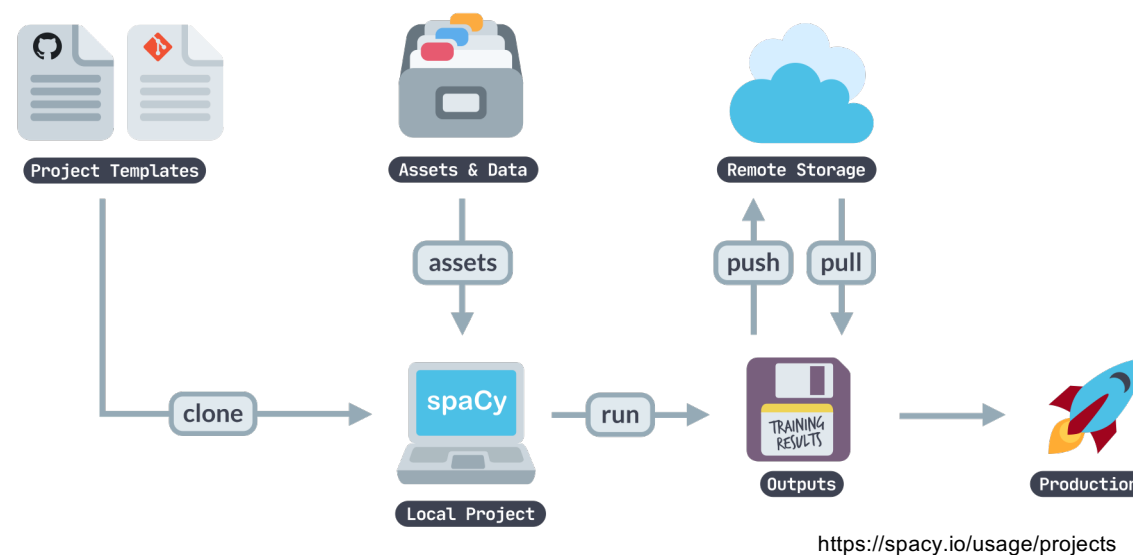 Project Templates
Assets & Data
Remote Storage
assets
push
pull
spaCy
clone
run
TRAINING
RESULTS
Outputs
Production
Local Project
https://spacy.io/usage/projects